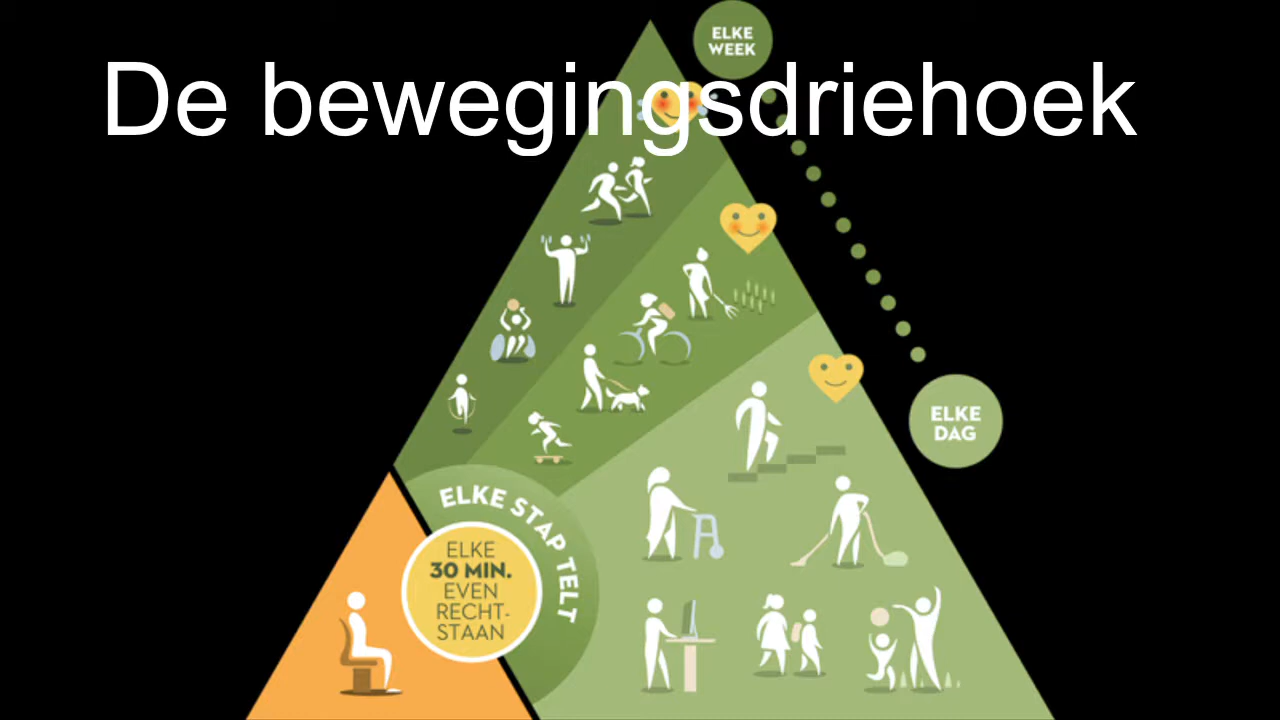 ELKE
WEEK
De bewegingsdriehoek
ELKE
DAG
ELKE STAP TELT
ELKE
30 MIN.
EVEN
RECHT-
STAAN